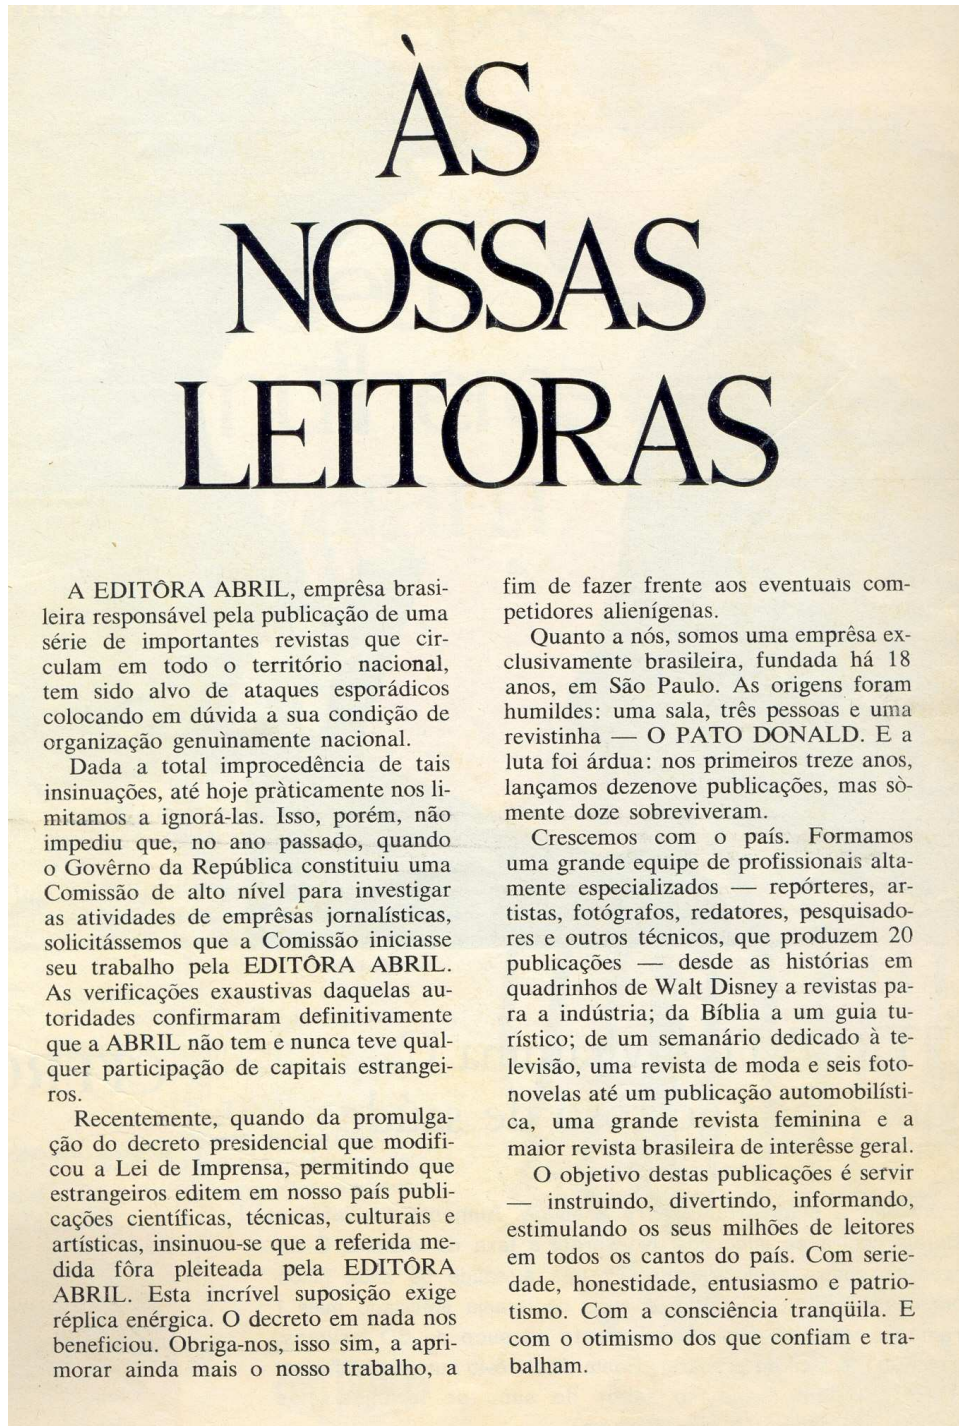 ÀS
NOSSAS
LEITORAS
A EDITÔRA ABRIL, emprêsa brasi-
leira responsável pela publicação de uma
série de importantes revistas que cir-
culam em todo o território nacional,
tem sido alvo de ataques esporádicos
colocando em dúvida a sua condição de
organização genuìnamente nacional.
Dada a total improcedência de tais
insinuações, até hoje pràticamente nos li-
mitamos a ignorá-las. Isso, porém, não
impediu que, no ano passado, quando
o Govêrno da República constituiu uma
Comissão de alto nível para investigar
as atividades de emprêsas jornalísticas,
solicitássemos que a Comissão iniciasse
seu trabalho pela EDITÔRA ABRIL.
As verificações exaustivas daquelas au-
toridades confirmaram definitivamente
que a ABRIL não tem e nunca teve qual-
quer participação de capitais estrangei-
ros.
Recentemente, quando da promulga-
ção do decreto presidencial que modifi-
cou a Lei de Imprensa, permitindo que
estrangeiros editem em nosso país publi-
cações científicas, técnicas, culturais e
artísticas, insinuou-se que a referida me-
dida fôra pleiteada pela EDITÔRA
ABRIL. Esta incrível suposição exige
réplica enérgica. O decreto em nada nos
beneficiou. Obriga-nos, isso sim, a apri-
morar ainda mais o nosso trabalho, a
fim de fazer frente aos eventuais com-
petidores alienígenas.
Quanto a nós, somos uma emprêsa ex-
clusivamente brasileira, fundada há 18
anos, em São Paulo. As origens foram
humildes: uma sala, três pessoas e uma
revistinha — O PATO DONALD. E a
luta foi árdua: nos primeiros treze anos,
lançamos dezenove publicações, mas sò-
mente doze sobreviveram.
Crescemos com o país. Formamos
uma grande equipe de profissionais alta-
mente especializados — repórteres, ar-
tistas, fotógrafos, redatores, pesquisado-
res e outros técnicos, que produzem 20
publicações — desde as histórias em
quadrinhos de Walt Disney a revistas pa-
ra a indústria; da Bíblia a um guia tu-
rístico; de um semanário dedicado à te-
levisão, uma revista de moda e seis foto-
novelas até um publicação automobilísti-
ca, uma grande revista feminina e a
maior revista brasileira de interêsse geral.
O objetivo destas publicações é servir
— instruindo, divertindo, informando,
estimulando os seus milhões de leitores
em todos os cantos do país. Com serie-
dade, honestidade, entusiasmo e patrio-
tismo. Com a consciência tranqüila. E
com o otimismo dos que confiam e tra-
balham.